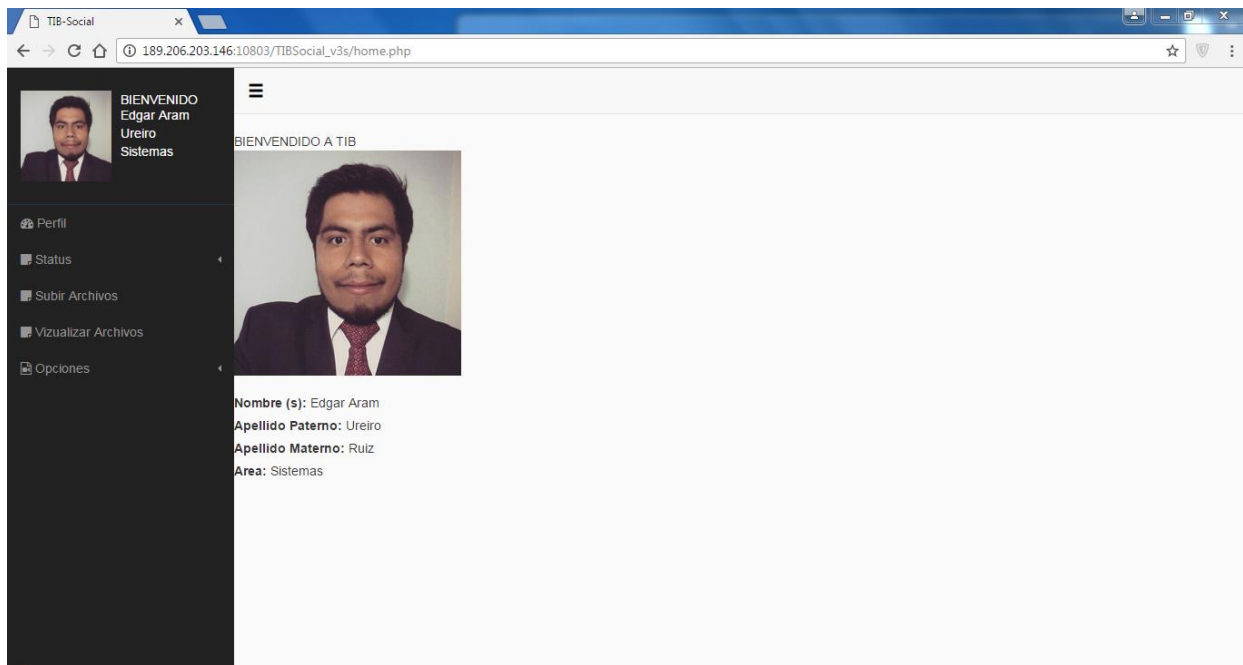 TIB-Social
189.206.203.146:10803/TIBSocial_v3s/home.php
BIENVENIDO
Edgar Aram
Ureiro
Sistemas
Perfil
Status
Subir Archivos
Vizualizar Archivos
Opciones
BIENVENDIDO A TIB
Nombre (s): Edgar Aram
Apellido Paterno: Ureiro
Apellido Materno: Ruiz
Area: Sistemas